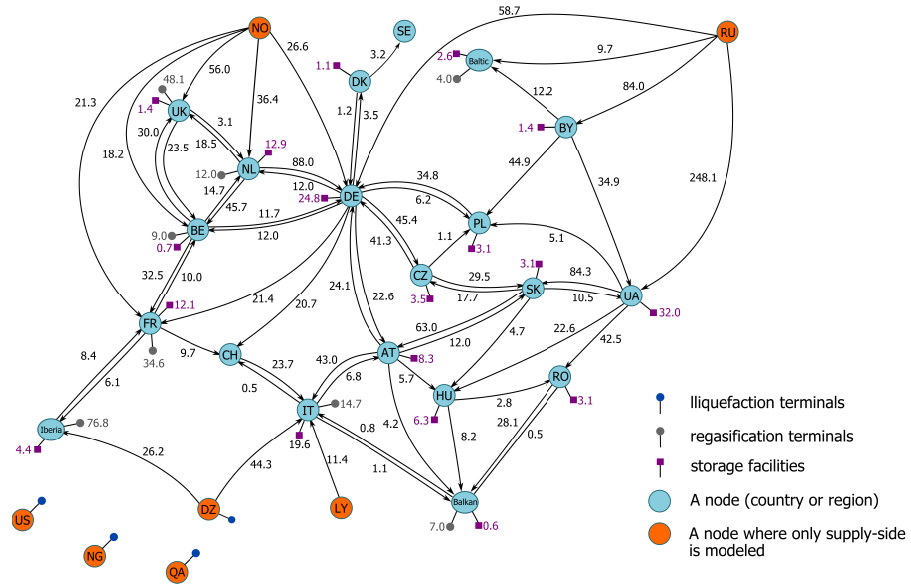 58.7
NO
SE
RU
26.6
3.2
1.1
DK
2.6
Baltic
9.7
4.0
56.0
48.1
84.0
12.2
21.3
36.4
1.4
UK
1.2
3.5
3.1
30.0
18.5
23.5
1.4
BY
18.2
12.9
NL
88.0
44.9
12.0
34.8
34.9
248.1
14.7
12.0
24.8
DE
6.2
45.7
11.7
45.4
PL
9.0
BE
12.0
41.3
1.1
3.1
5.1
0.7
32.5
10.0
CZ
29.5
3.1
84.3
24.1
22.6
3.5
17.7
SK
10.5
UA
21.4
20.7
12.1
32.0
FR
63.0
4.7
22.6
42.5
9.7
12.0
34.6
8.4
CH
23.7
43.0
AT
8.3
6.1
0.5
6.8
5.7
RO
HU
2.8
3.1
lliquefaction terminals
14.7
IT
6.3
28.1
0.5
76.8
Iberia
0.8
4.2
8.2
regasification terminals
4.4
19.6
26.2
44.3
11.4
1.1
storage facilities
A node (country or region)
Balkan
DZ
LY
US
7.0
0.6
A node where only supply-side
is modeled
NG
QA